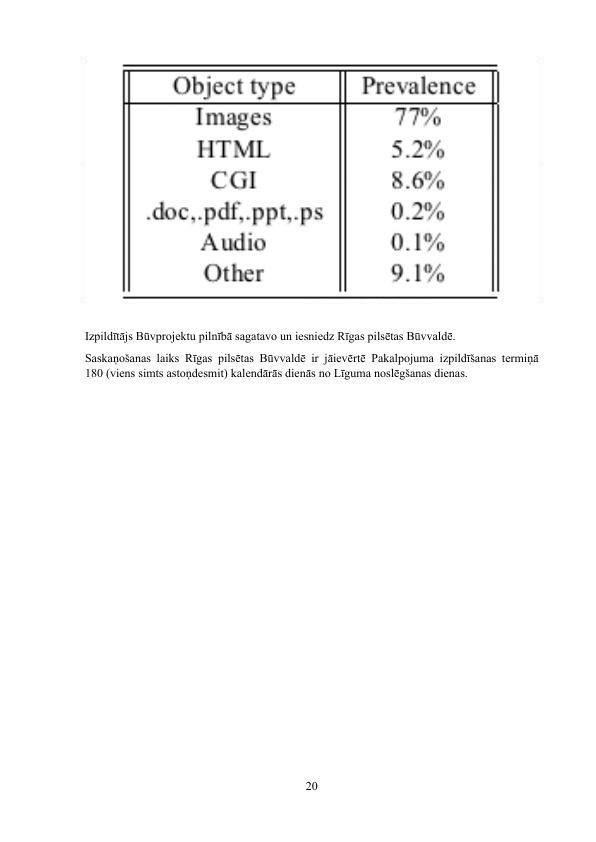 Object type Prevalence
Images 77%
HTML 5.2%
CGI 8.6%
.doc,.pdf,.ppt,.ps 0.2%
Audio 0.1%
Other 9.1%
Izpildītājs Būvprojektu pilnībā sagatavo un iesniedz Rīgas pilsētas Būvvaldē.
Saskaņošanas laiks Rīgas pilsētas Būvvaldē ir jāievērtē Pakalpojuma izpildīšanas termiņā
180 (viens simts astoņdesmit) kalendārās dienās no Līguma noslēgšanas dienas.
20